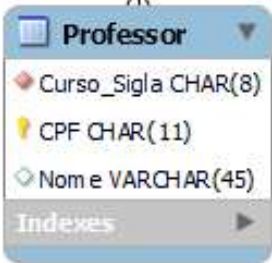 Professor
Curso_Sigla CHAR(8)
CPF CHAR(11)
Nome VARCHAR(45)
Indexes